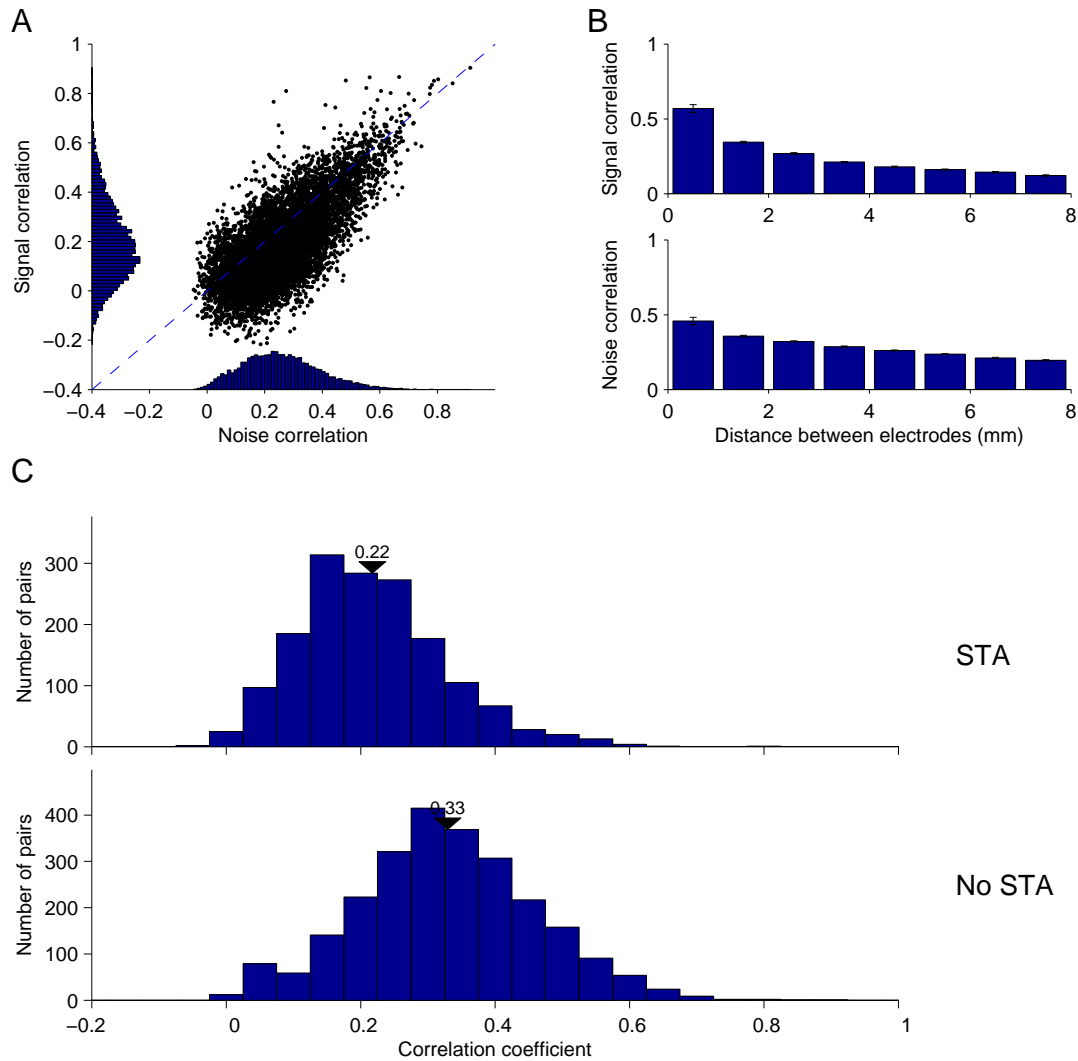 A
1
0.8
0.6
0.4
0.2
0
−0.2
−0.4
Signal correlation
−0.4 −0.2 0 0.2 0.4 0.6 0.8
Noise correlation
B
1
0.5
0
Signal correlation
0 2 4 6 8
1
0.5
0
Noise correlation
0 2 4 6 8
Distance between electrodes (mm)
C
300
200
100
0
Number of pairs
0.22
STA
400
300
200
100
0
Number of pairs
0.33
No STA
−0.2 0 0.2 0.4 0.6 0.8 1
Correlation coefficient